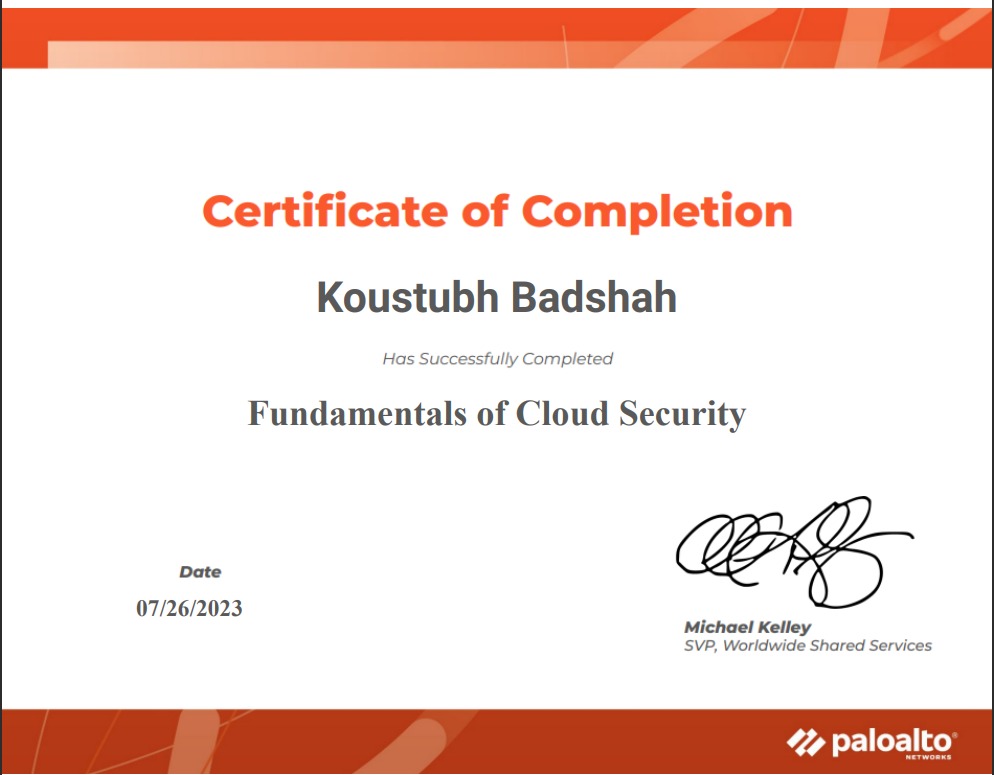 Certificate of Completion
Koustubh Badshah
Has Successfully Completed
Fundamentals of Cloud Security
Date
07/26/2023
Michael Kelley
SVP, Worldwide Shared Services
paloalto®
NETWORKS